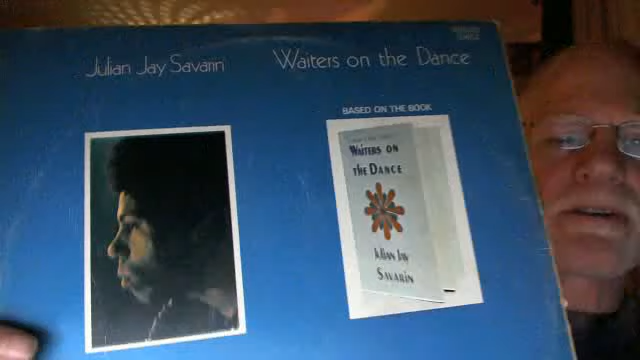 Julian Jay Savarin
Waiters on the Dance
BASED ON THE BOOK
WAITERS ON
THE DANCE
JULIAN JAY
SAVARIN